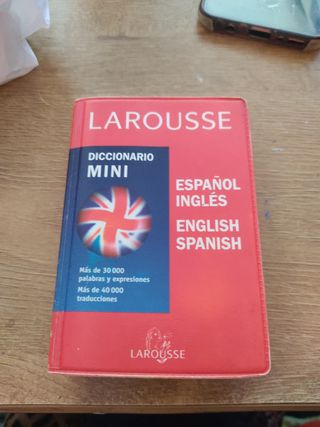 LAROUSSE
DICCIONARIO
MINI
ESPAÑOL
INGLÉS
ENGLISH
SPANISH
Más de 30 000
palabras y expresiones
Más de 40 000
traducciones
LAROUSSE